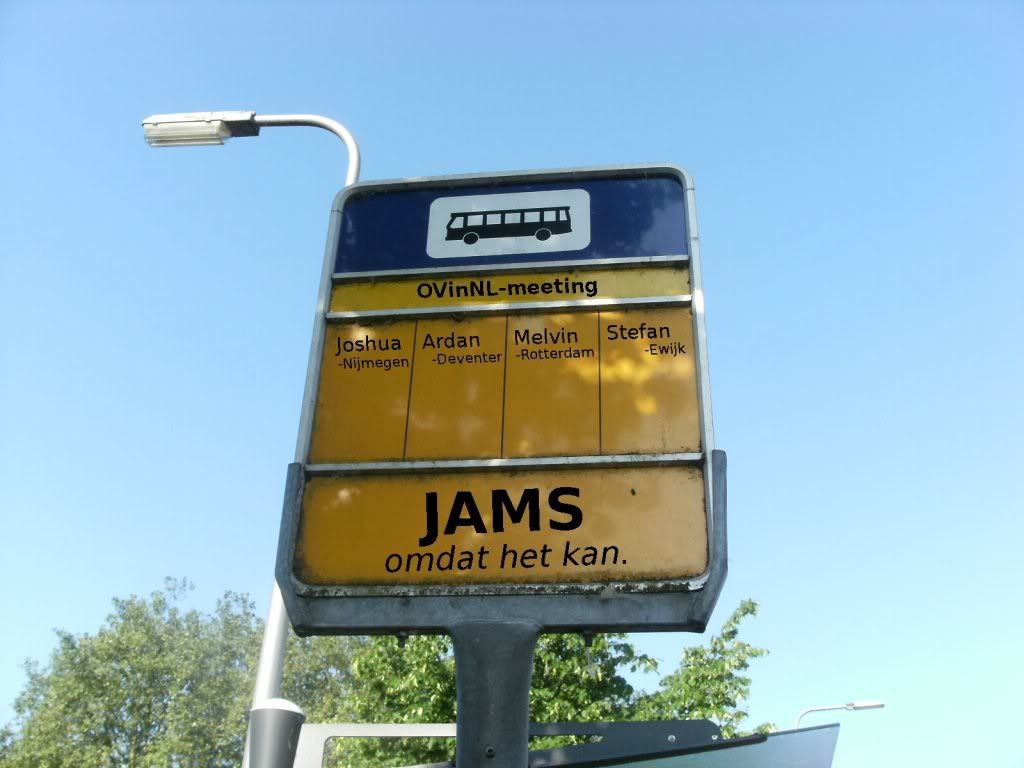 OVinNL-meeting
Joshua
-Nijmegen
Ardan
-Deventer
Melvin
-Rotterdam
Stefan
-Ewijk
JAMS
omdat het kan.